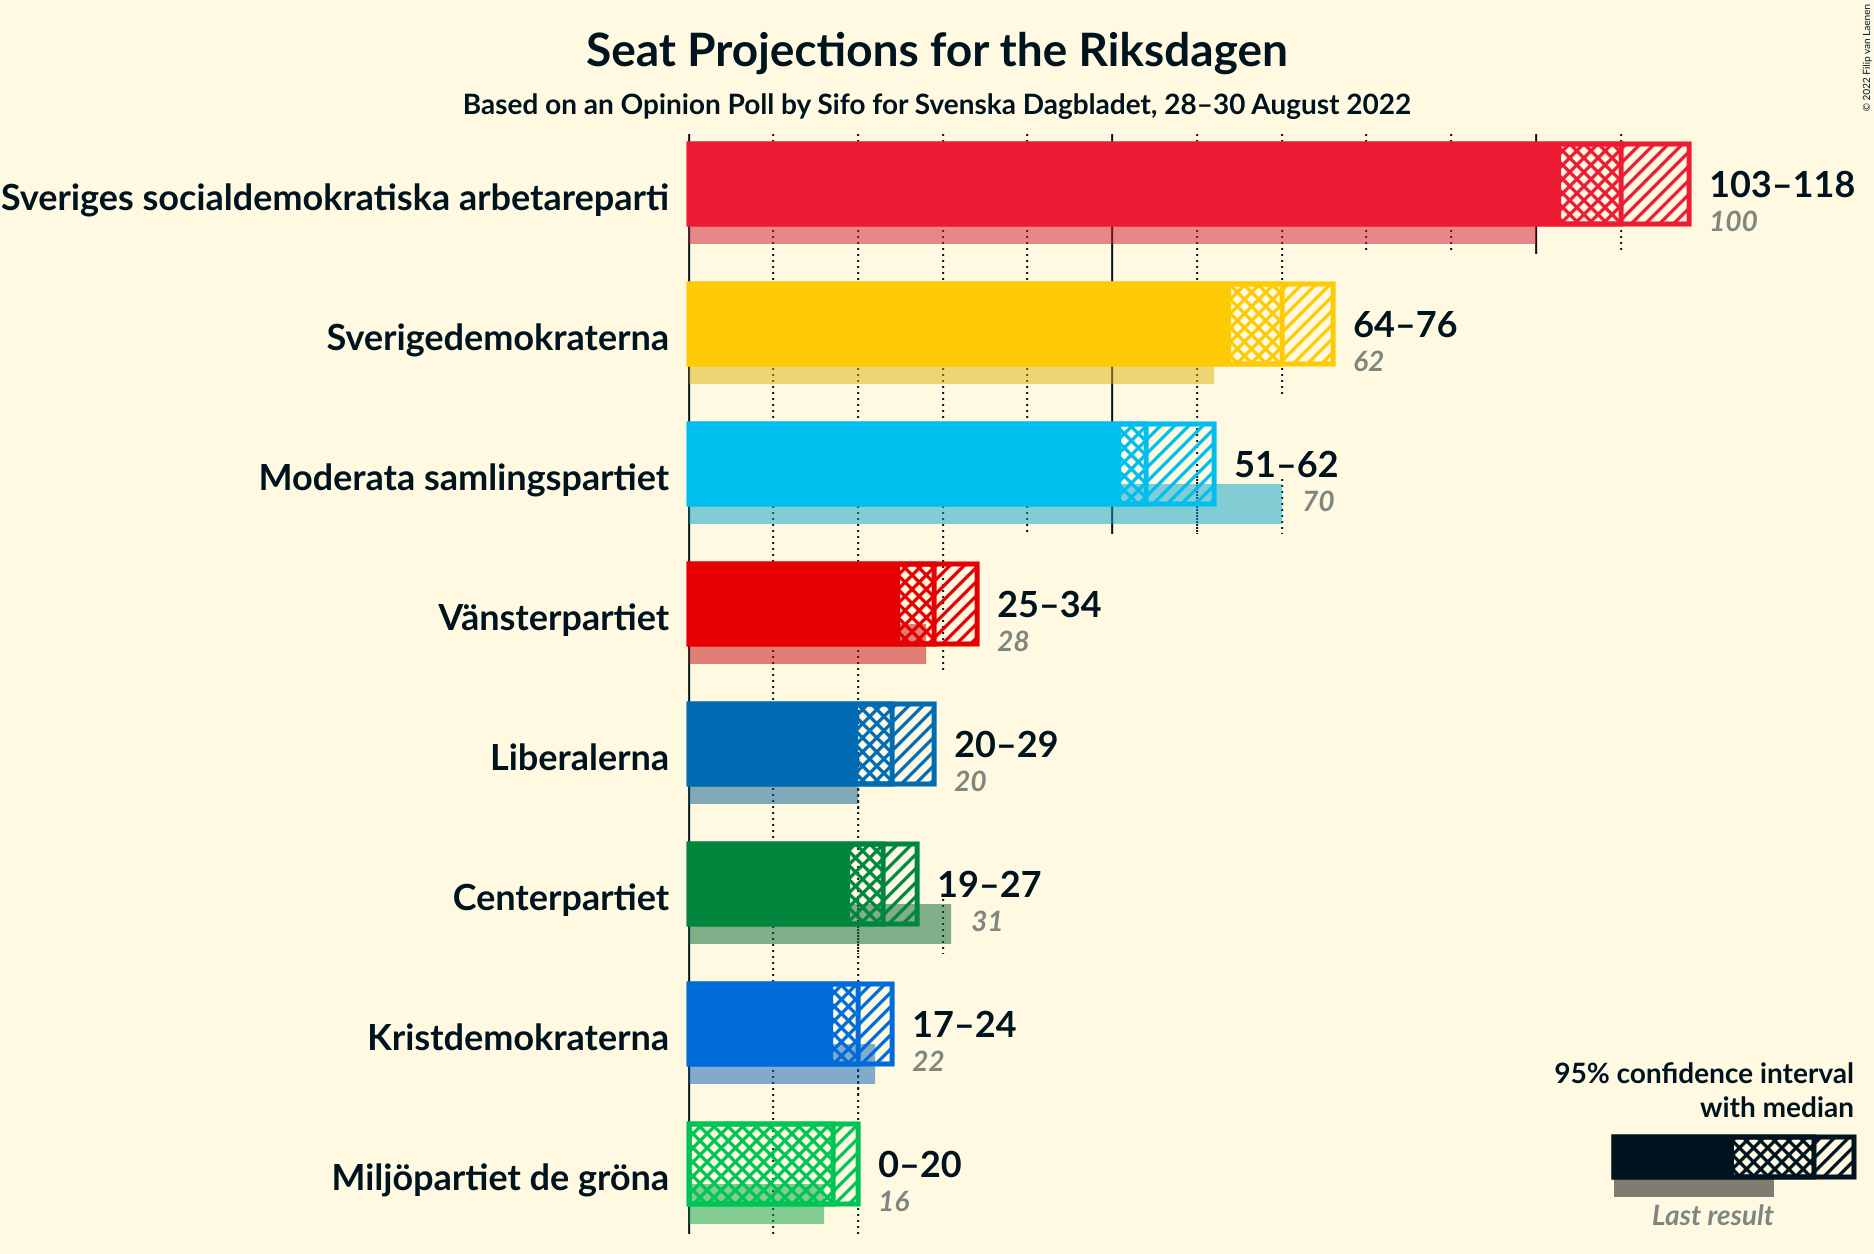 Seat Projections for the Riksdagen
Based on an Opinion Poll by Sifo for Svenska Dagbladet, 28–30 August 2022
© 2022 Filip van Laenen
Sveriges socialdemokratiska arbetareparti
103–118
100
Sverigedemokraterna
64–76
62
Moderata samlingspartiet
51–62
70
Vänsterpartiet
25–34
28
Liberalerna
20–29
20
Centerpartiet
19–27
31
Kristdemokraterna
17–24
22
Miljöpartiet de gröna
0–20
16
95% confidence interval
with median
Last result